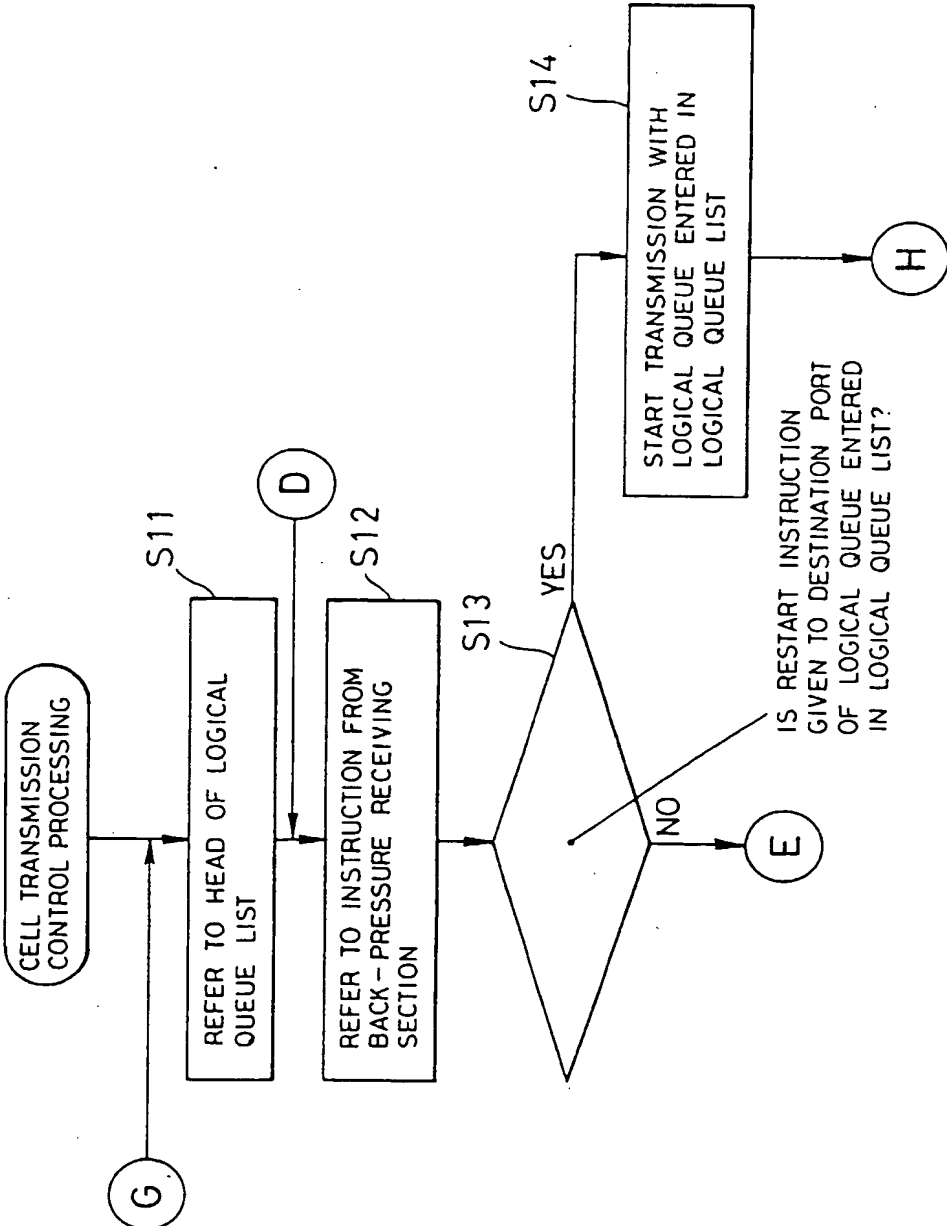 CELL TRANSMISSION
CONTROL PROCESSING
G
S11
REFER TO HEAD OF LOGICAL
QUEUE LIST
D
S12
REFER TO INSTRUCTION FROM
BACK-PRESSURE RECEIVING
SECTION
S13
YES
NO
IS RESTART INSTRUCTION
GIVEN TO DESTINATION PORT
OF LOGICAL QUEUE ENTERED
IN LOGICAL QUEUE LIST?
E
S14
START TRANSMISSION WITH
LOGICAL QUEUE ENTERED IN
LOGICAL QUEUE LIST
H